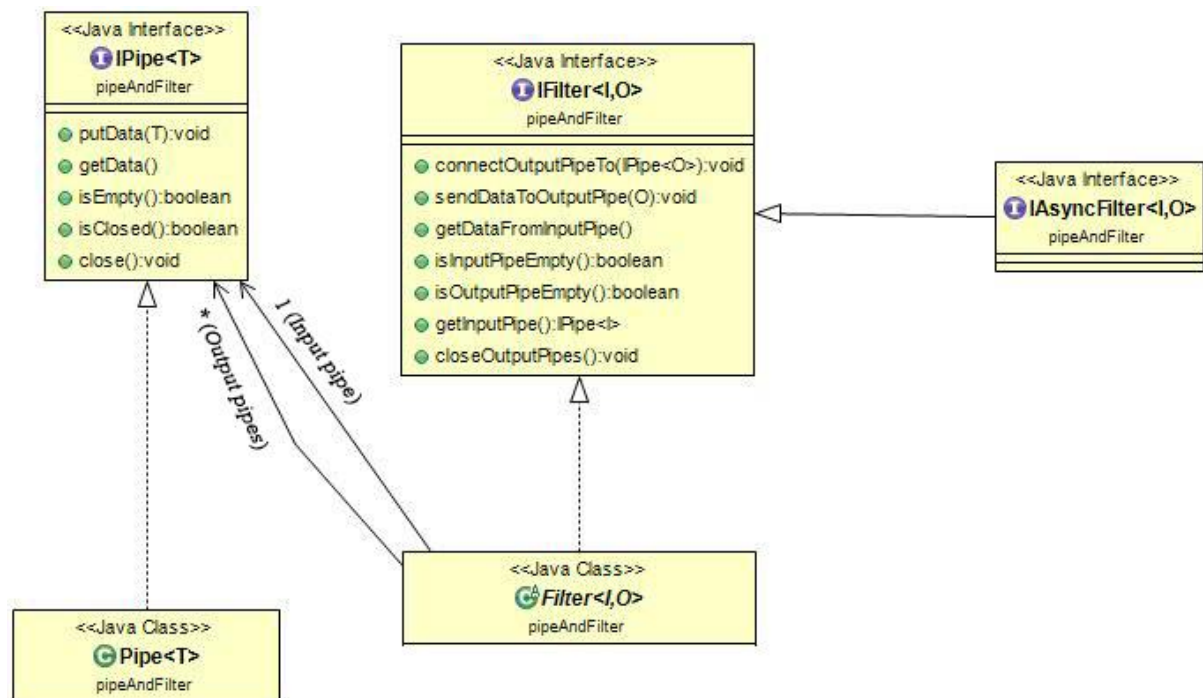 <<Java Interface>>
IPipe<T>
pipeAndFilter
putData(T):void
getData()
isEmpty():boolean
isClosed():boolean
close():void
<<Java Interface>>
IFilter<I,O>
pipeAndFilter
connectOutputPipeTo(IPipe<O>):void
sendDataToOutputPipe(O):void
getDataFromInputPipe()
isInputPipeEmpty():boolean
isOutputPipeEmpty():boolean
getInputPipe():IPipe<I>
closeOutputPipes():void
<<Java Interface>>
IAsyncFilter<I,O>
pipeAndFilter
* (Output pipes)
1 (Input pipe)
<<Java Class>>
Filter<I,O>
pipeAndFilter
<<Java Class>>
Pipe<T>
pipeAndFilter